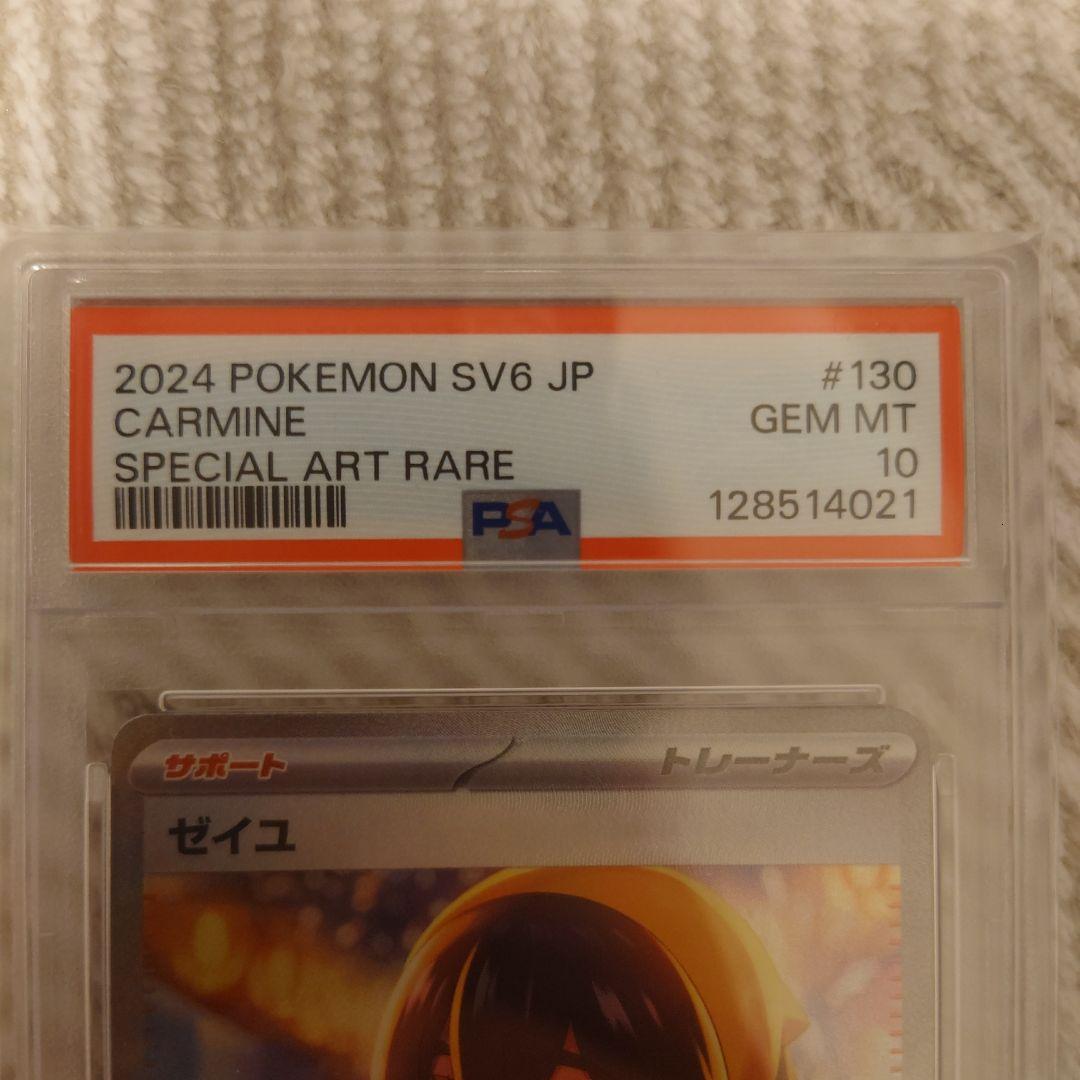 2024 POKEMON SV6 JP #130
CARMINE GEM MT
SPECIAL ART RARE 10
PSA 128514021
サポート トレーナーズ
ゼイユ